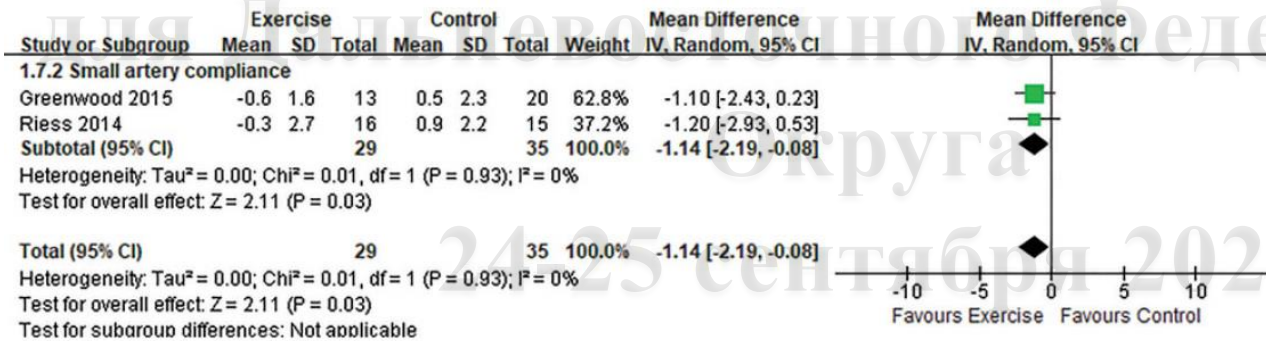 для Дальневосточного Феде
Округа
24-25 сентября 202
Exercise Control Mean Difference Mean Difference
Study or Subgroup Mean SD Total Mean SD Total Weight IV, Random, 95% CI IV, Random, 95% CI
1.7.2 Small artery compliance
Greenwood 2015 -0.6 1.6 13 0.5 2.3 20 62.8% -1.10 [-2.43, 0.23]
Riess 2014 -0.3 2.7 16 0.9 2.2 15 37.2% -1.20 [-2.93, 0.53]
Subtotal (95% CI) 29 35 100.0% -1.14 [-2.19, -0.08]
Heterogeneity: Tau² = 0.00; Chi² = 0.01, df = 1 (P = 0.93); I² = 0%
Test for overall effect: Z = 2.11 (P = 0.03)
Total (95% CI) 29 35 100.0% -1.14 [-2.19, -0.08]
Heterogeneity: Tau² = 0.00; Chi² = 0.01, df = 1 (P = 0.93); I² = 0%
Test for overall effect: Z = 2.11 (P = 0.03)
Test for subgroup differences: Not applicable
-10 -5 0 5 10
Favours Exercise Favours Control